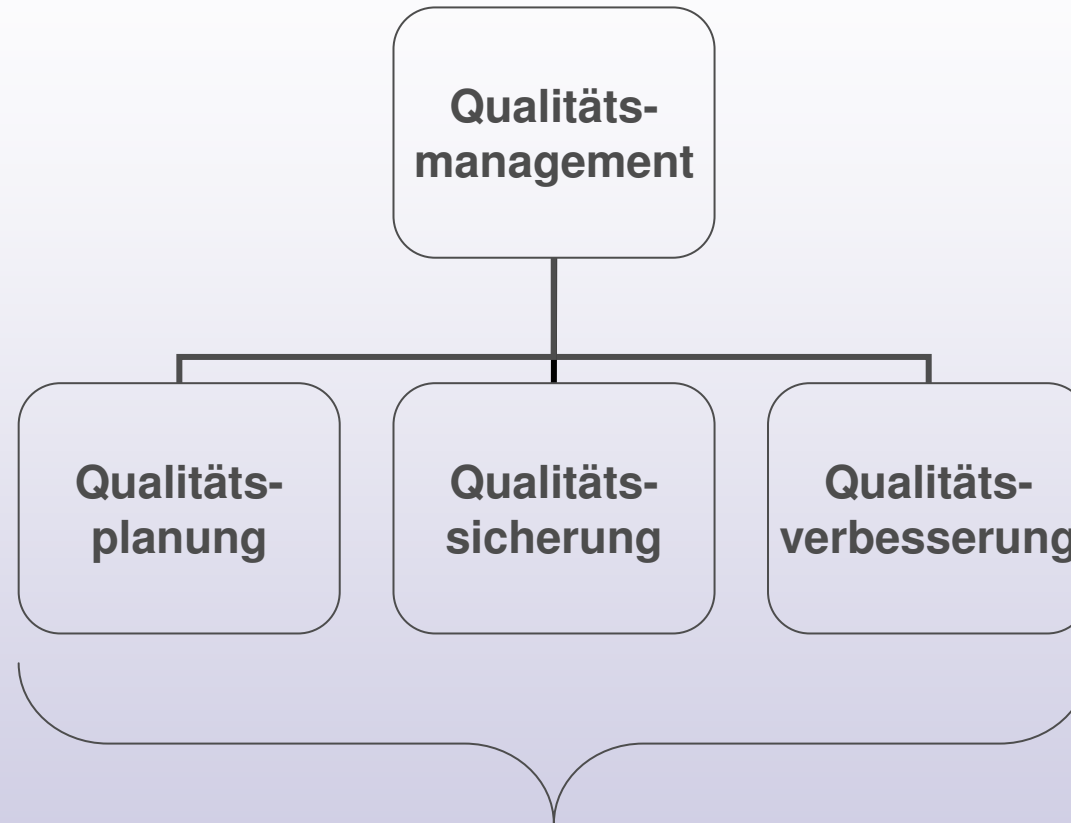 Qualitäts-
management
Qualitäts-
planung
Qualitäts-
sicherung
Qualitäts-
verbesserung